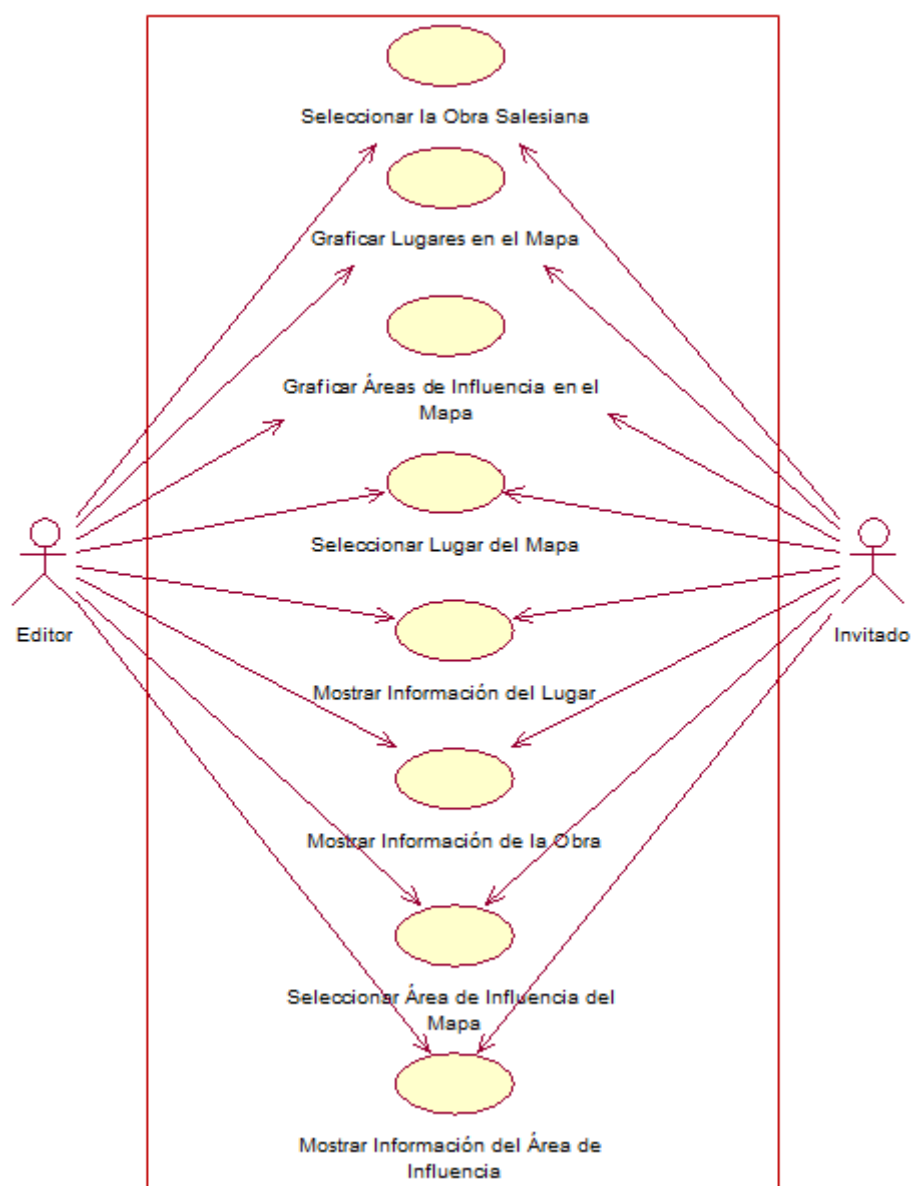 Seleccionar la Obra Salesiana
Graficar Lugares en el Mapa
Graficar Áreas de Influencia en el
Mapa
Seleccionar Lugar del Mapa
Editor
Invitado
Mostrar Información del Lugar
Mostrar Información de la Obra
Seleccionar Área de Influencia del
Mapa
Mostrar Información del Área de
Influencia